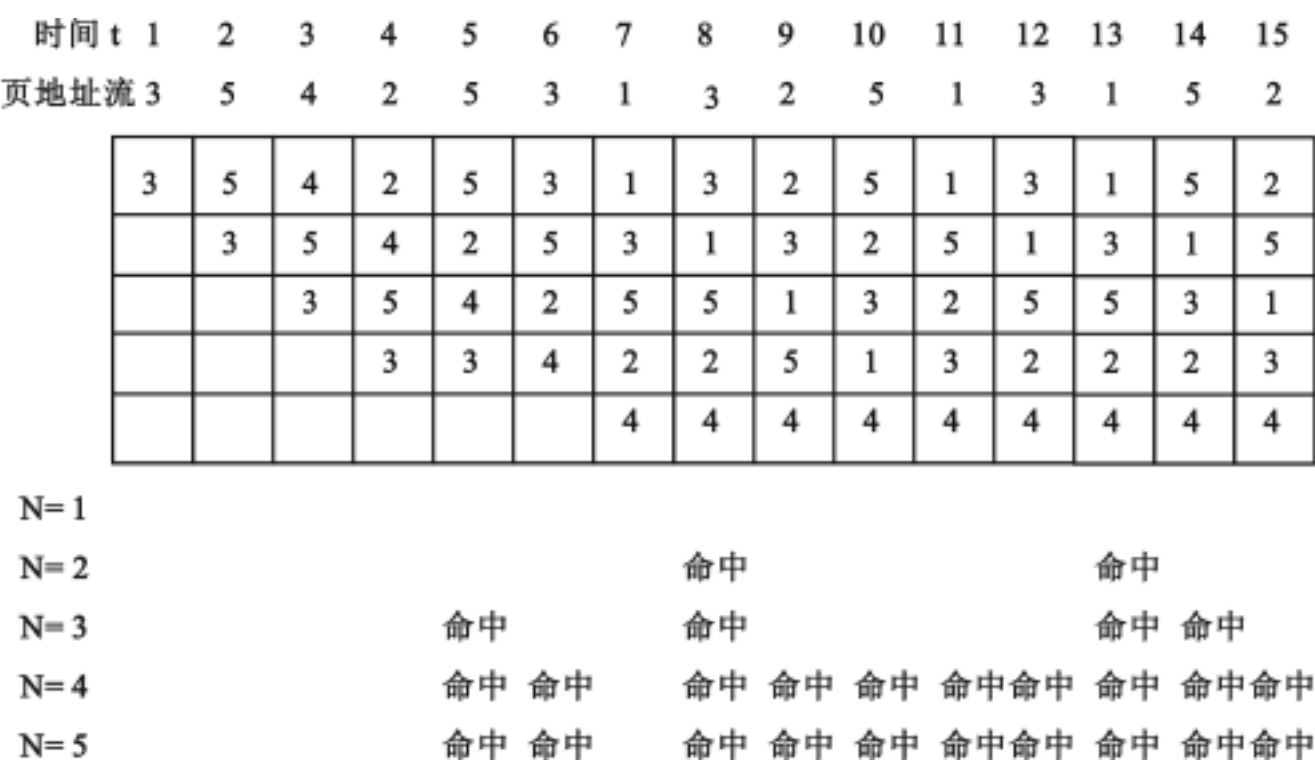 时间 t 1 2 3 4 5 6 7 8 9 10 11 12 13 14 15
页地址流 3 5 4 2 5 3 1 3 2 5 1 3 1 5 2
3 5 4 2 5 3 1 3 2 5 1 3 1 5 2
3 5 4 2 5 3 1 3 2 5 1 3 1 5
3 5 4 2 5 5 1 3 2 5 5 3 1
3 3 4 2 2 5 1 3 2 2 2 3
4 4 4 4 4 4 4 4 4
N= 1
N= 2 命中 命中
N= 3 命中 命中 命中 命中
N= 4 命中 命中 命中 命中 命中 命中 命中 命中 命中 命中
N= 5 命中 命中 命中 命中 命中 命中 命中 命中 命中 命中